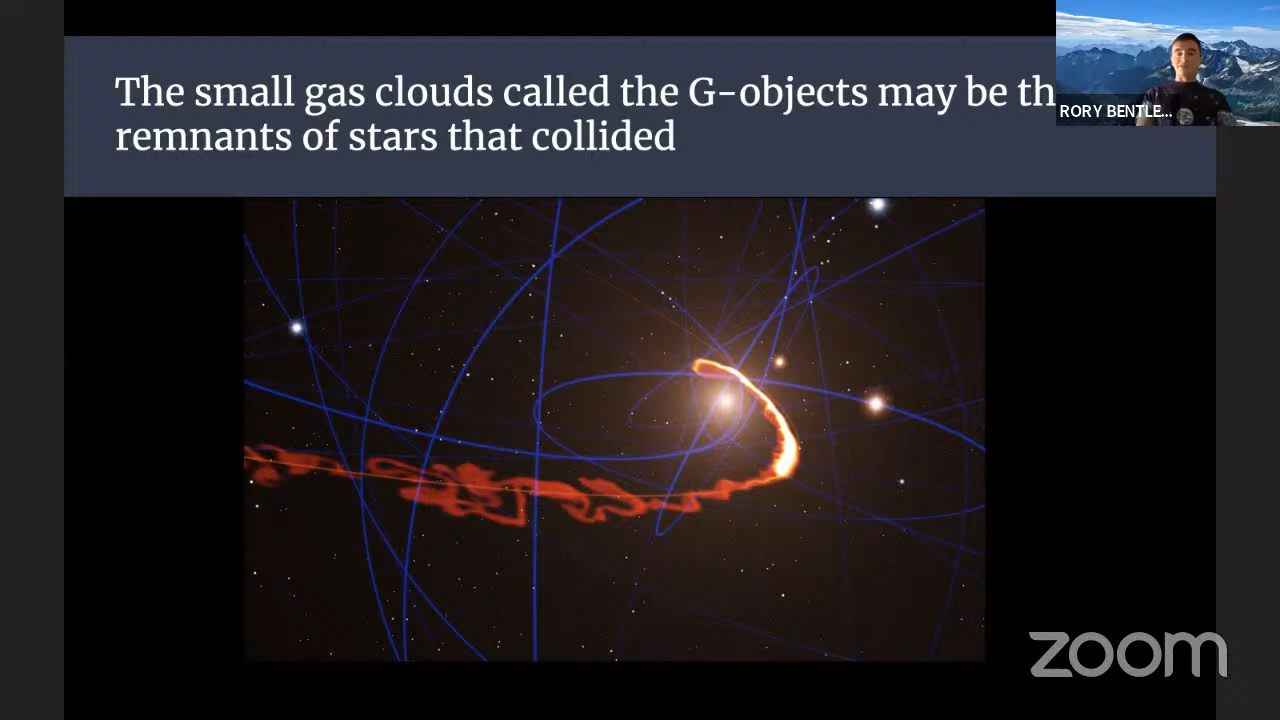 The small gas clouds called the G-objects may be th
remnants of stars that collided
RORY BENTLE...
zoom